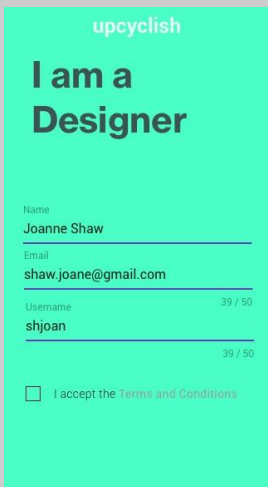 upcyclish
I am a
Designer
Name
Joanne Shaw
Email
shaw.joane@gmail.com
39 / 50
Username
shjoan
39 / 50
I accept the Terms and Conditions